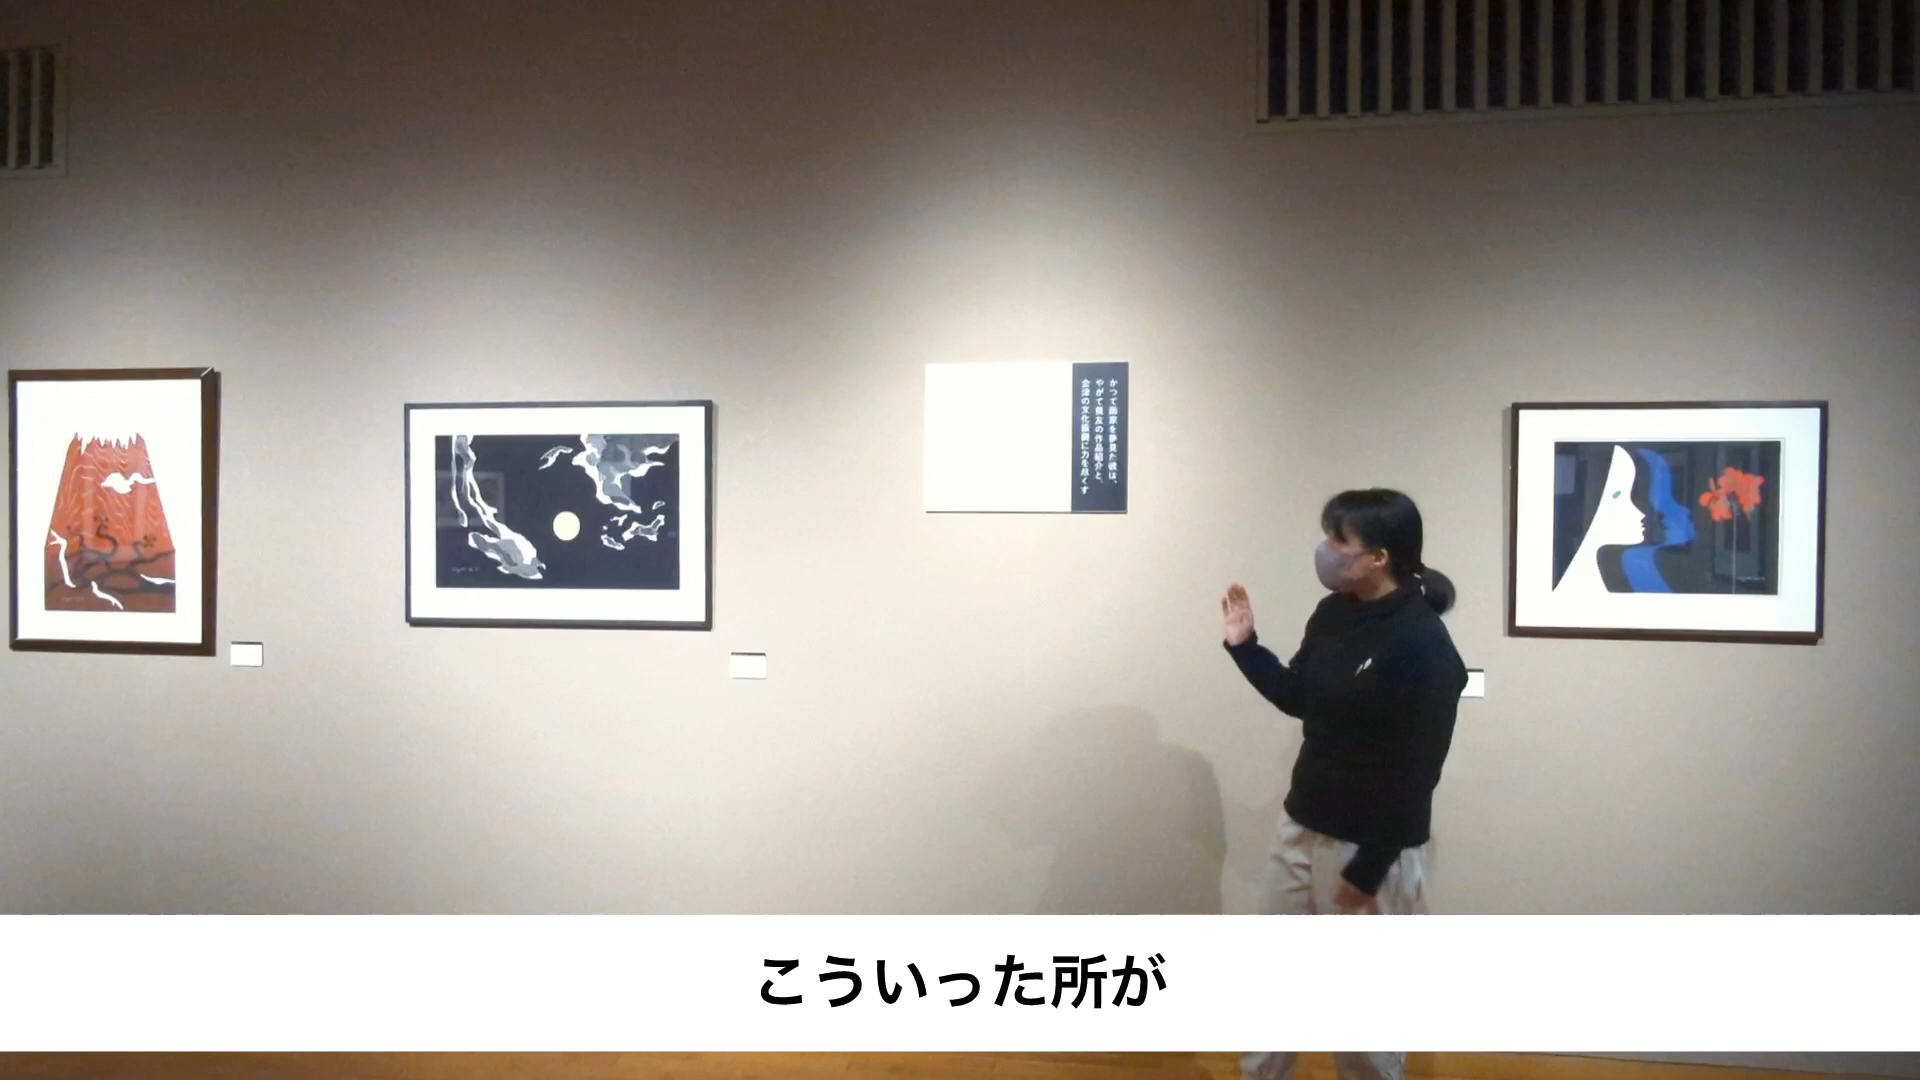 かつて画家を夢見た彼は、
やがて良友の作品紹介と、
会津の文化振興に力を尽くす
こういった所が